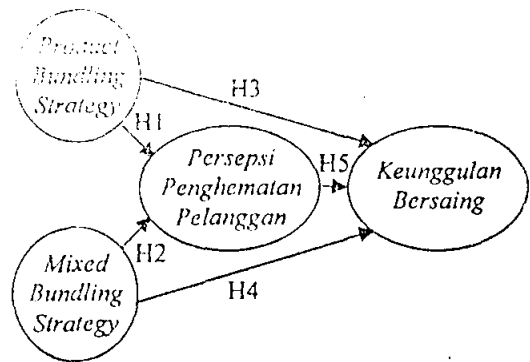 Product
Bundling
Strategy
H3
H1
Persepsi
Penghematan
Pelanggan
H5
Keunggulan
Bersaing
H2
Mixed
Bundling
Strategy
H4